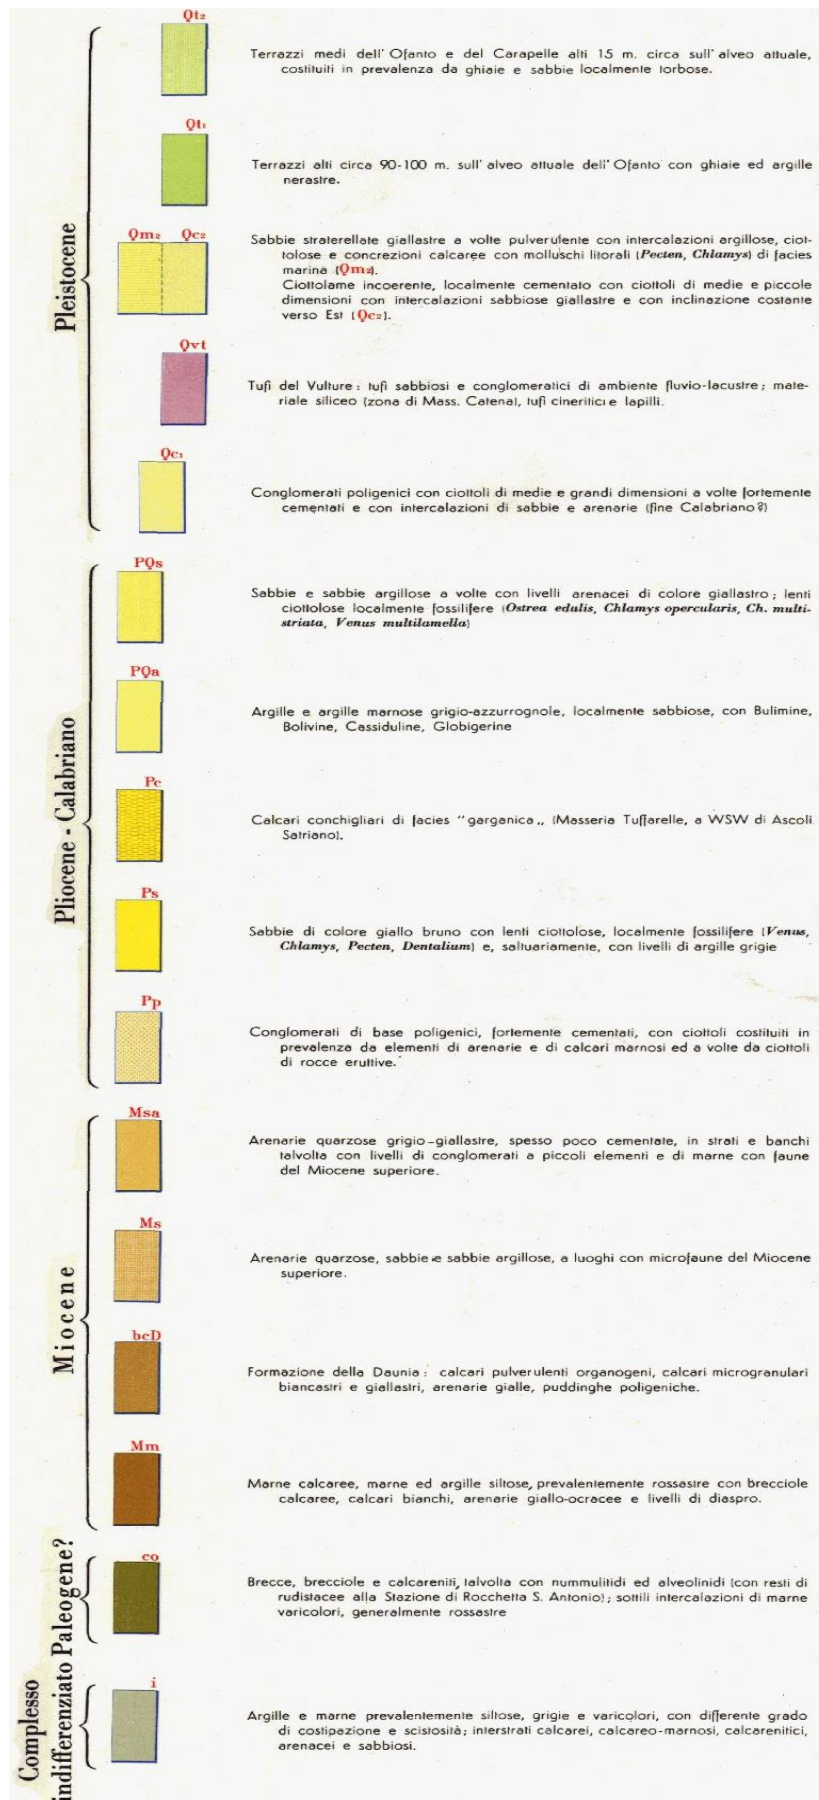 Pleistocene
Qt2
Terrazzi medi dell'Ofanto e del Carapelle alti 15 m. circa sull'alveo attuale,
costituiti in prevalenza da ghiaie e sabbie localmente torbose.
Qt1
Terrazzi alti circa 90-100 m. sull'alveo attuale dell'Ofanto con ghiaie ed argille
nerastre.
Qm2 Qc2
Sabbie straterellate giallastre a volte pulverulente con intercalazioni argillose, ciot-
tolose e concrezioni calcaree con molluschi litorali (Pecten, Chlamys) di facies
marina (Qm2).
Ciottolame incoerente, localmente cementato con ciottoli di medie e piccole
dimensioni con intercalazioni sabbiose giallastre e con inclinazione costante
verso Est (Qc2).
Qvt
Tufi del Vulture: tufi sabbiosi e conglomeratici di ambiente fluvio-lacustre; mate-
riale siliceo (zona di Mass. Catena), tufi cineritici e lapilli.
Qc1
Conglomerati poligenici con ciottoli di medie e grandi dimensioni a volte fortemente
cementati e con intercalazioni di sabbie e arenarie (fine Calabriano?)
Pliocene - Calabriano
PQs
Sabbie e sabbie argillose a volte con livelli arenacei di colore giallastro; lenti
ciottolose localmente fossilifere (Ostrea edulis, Chlamys opercularis, Ch. multi-
striata, Venus multilamella)
PQa
Argille e argille marnose grigio-azzurrognole, localmente sabbiose, con Bulimine,
Bolivine, Cassiduline, Globigerine
Pc
Calcari conchigliari di facies "garganica„ (Masseria Tuffarelle, a WSW di Ascoli
Satriano).
Ps
Sabbie di colore giallo bruno con lenti ciottolose, localmente fossilifere (Venus,
Chlamys, Pecten, Dentalium) e, saltuariamente, con livelli di argille grigie
Pp
Conglomerati di base poligenici, fortemente cementati, con ciottoli costituiti in
prevalenza da elementi di arenarie e di calcari marnosi ed a volte da ciottoli
di rocce eruttive.
Miocene
Msa
Arenarie quarzose grigio-giallastre, spesso poco cementate, in strati e banchi
talvolta con livelli di conglomerati a piccoli elementi e di marne con faune
del Miocene superiore.
Ms
Arenarie quarzose, sabbie e sabbie argillose, a luoghi con microfaune del Miocene
superiore.
bcD
Formazione della Daunia: calcari pulverulenti organogeni, calcari microgranulari
biancastri e giallastri, arenarie gialle, puddinghe poligeniche.
Mm
Marne calcaree, marne ed argille siltose, prevalentemente rossastre con brecciole
calcaree, calcari bianchi, arenarie giallo-ocracee e livelli di diaspro.
Paleogene?
co
Brecce, brecciole e calcareniti, talvolta con nummulitidi ed alveolinidi (con resti di
rudistacee alla Stazione di Rocchetta S. Antonio); sottili intercalazioni di marne
varicolori, generalmente rossastre
Complesso
indifferenziato
i
Argille e marne prevalentemente siltose, grigie e varicolori, con differente grado
di costipazione e scistosità; interstrati calcarei, calcareo-marnosi, calcarenitici,
arenacei e sabbiosi.